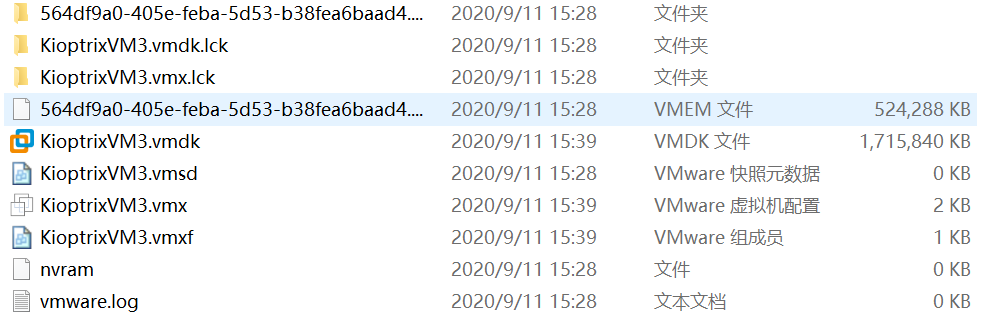 564df9a0-405e-feba-5d53-b38fea6baad4.... 2020/9/11 15:28 文件夹
KioptrixVM3.vmdk.lck 2020/9/11 15:28 文件夹
KioptrixVM3.vmx.lck 2020/9/11 15:28 文件夹
564df9a0-405e-feba-5d53-b38fea6baad4.... 2020/9/11 15:28 VMEM 文件 524,288 KB
KioptrixVM3.vmdk 2020/9/11 15:39 VMDK 文件 1,715,840 KB
KioptrixVM3.vmsd 2020/9/11 15:28 VMware 快照元数据 0 KB
KioptrixVM3.vmx 2020/9/11 15:39 VMware 虚拟机配置 2 KB
KioptrixVM3.vmxf 2020/9/11 15:39 VMware 组成员 1 KB
nvram 2020/9/11 15:28 文件 0 KB
vmware.log 2020/9/11 15:28 文本文档 0 KB